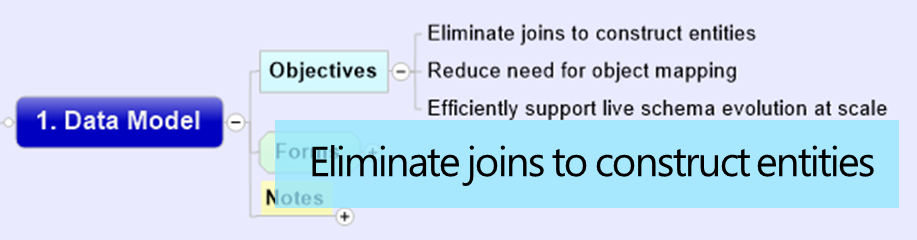 Eliminate joins to construct entities
Objectives
Reduce need for object mapping
1. Data Model
Efficiently support live schema evolution at scale
Eliminate joins to construct entities
Notes